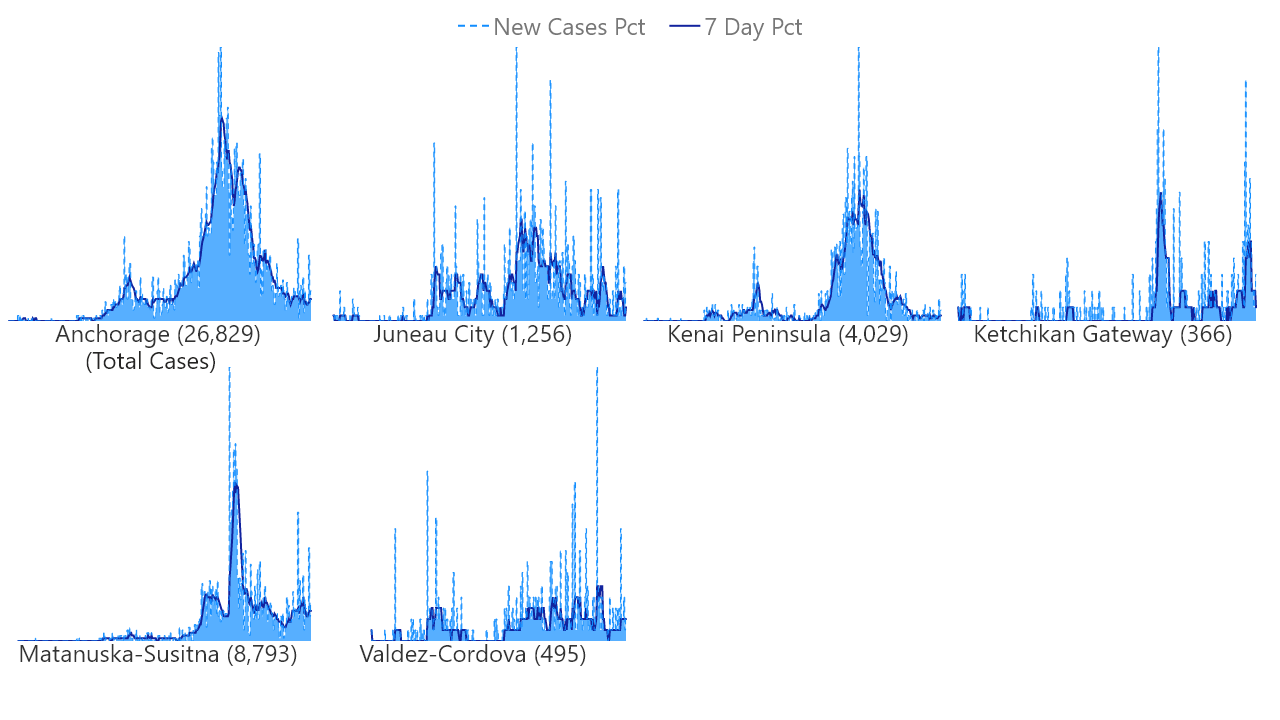 New Cases Pct 7 Day Pct
Anchorage (26,829)
(Total Cases)
Juneau City (1,256)
Kenai Peninsula (4,029)
Ketchikan Gateway (366)
Matanuska-Susitna (8,793)
Valdez-Cordova (495)